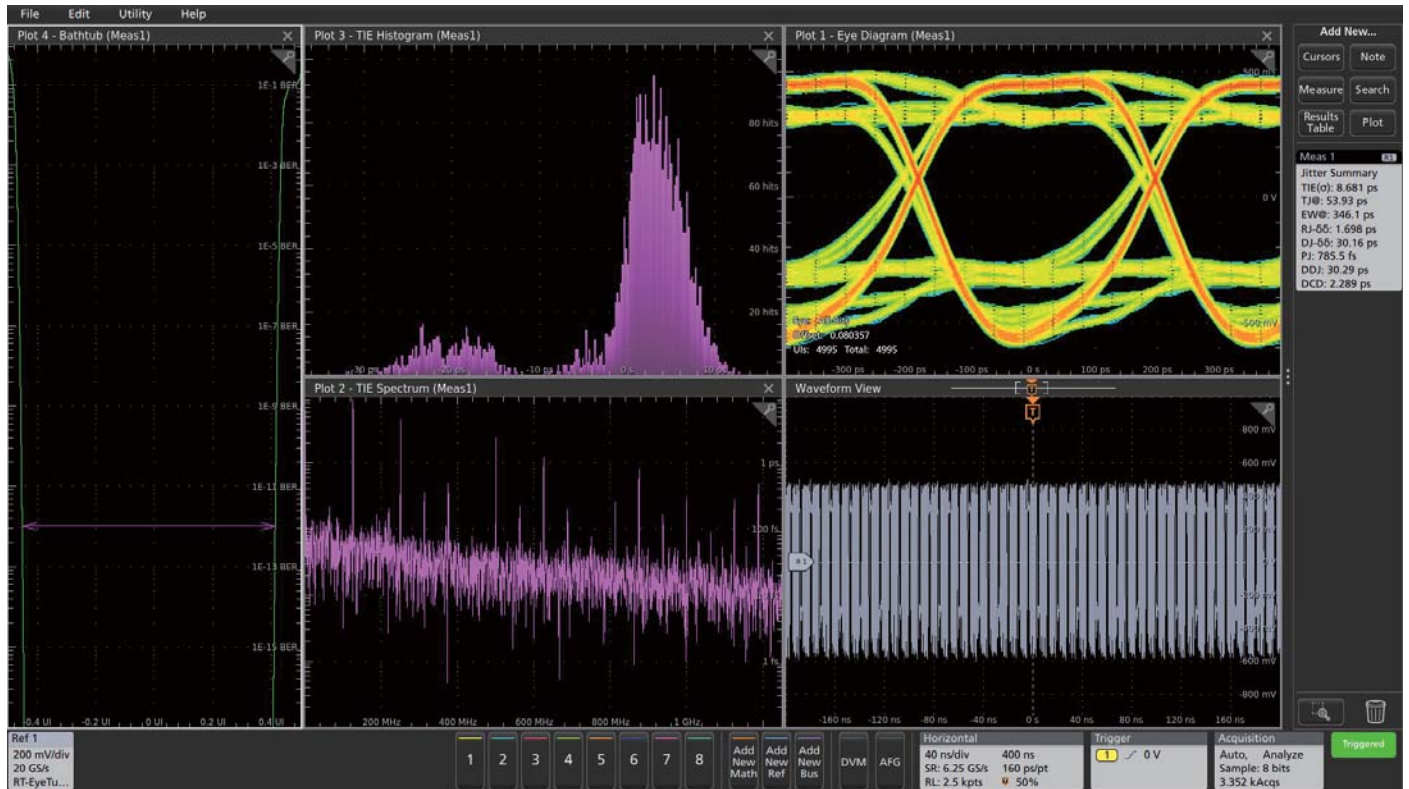 File Edit Utility Help
Plot 4 - Bathtub (Meas1)
1E-1 BER
1E-3 BER
1E-5 BER
1E-7 BER
1E-9 BER
1E-11 BER
1E-13 BER
1E-15 BER
-0.4 UI -0.2 UI 0 UI 0.2 UI 0.4 UI
Plot 3 - TIE Histogram (Meas1)
80 hits
60 hits
40 hits
20 hits
-30 ps -20 ps -10 ps 0 s 10 ps
Plot 1 - Eye Diagram (Meas1)
500 mV
0 V
-500 mV
Offset: 0.080357
UIs: 4995 Total: 4995
-300 ps -200 ps -100 ps 0 s 100 ps 200 ps 300 ps
Plot 2 - TIE Spectrum (Meas1)
1 ps
100 fs
1 fs
200 MHz 400 MHz 600 MHz 800 MHz 1 GHz
Waveform View
T
800 mV
600 mV
R 1
-600 mV
-800 mV
-160 ns -120 ns -80 ns -40 ns 0 s 40 ns 80 ns 120 ns 160 ns
Add New...
Cursors Note
Measure Search
Results Table Plot
Meas 1 R1
Jitter Summary
TIE(σ): 8.681 ps
TJ@: 53.93 ps
EW@: 346.1 ps
RJ-δδ: 1.698 ps
DJ-δδ: 30.16 ps
PJ: 785.5 fs
DDJ: 30.29 ps
DCD: 2.289 ps
Ref 1
200 mV/div
20 GS/s
RT-EyeTu...
1 2 3 4 5 6 7 8
Add New Math
Add New Ref
Add New Bus
DVM AFG
Horizontal
40 ns/div 400 ns
SR: 6.25 GS/s 160 ps/pt
RL: 2.5 kpts 50%
Trigger
1 0 V
Acquisition
Auto, Analyze
Sample: 8 bits
3.352 kAcqs
Triggered